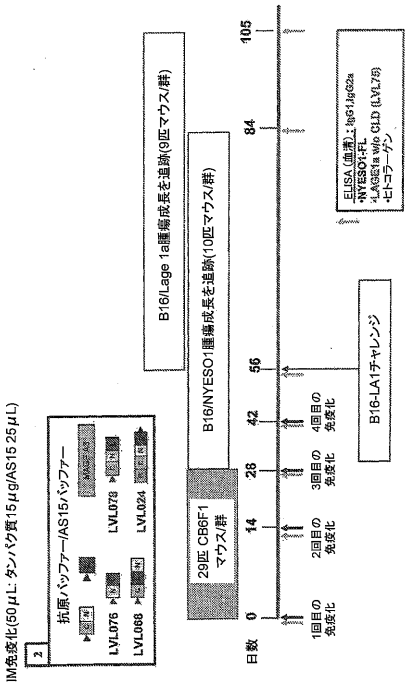 IM免疫化(50μL: タンパク質15μg/AS15 25μL)
2
抗原バッファー/AS15バッファー
LVL076
LVL078
LVL068
LVL024
B16/Lage 1a腫瘍成長を追跡(9匹マウス/群)
B16/NYESO1腫瘍成長を追跡(10匹マウス/群)
29匹 CB6F1
マウス/群
日数
0
14
28
42
56
84
105
1回目の
免疫化
2回目の
免疫化
3回目の
免疫化
4回目の
免疫化
B16-LA1チャレンジ
ELISA (血清) : IgG1,IgG2a
•NYESO1-FL
•LAGE1a w/o CLD (LVL75)
•ヒトコラーゲン